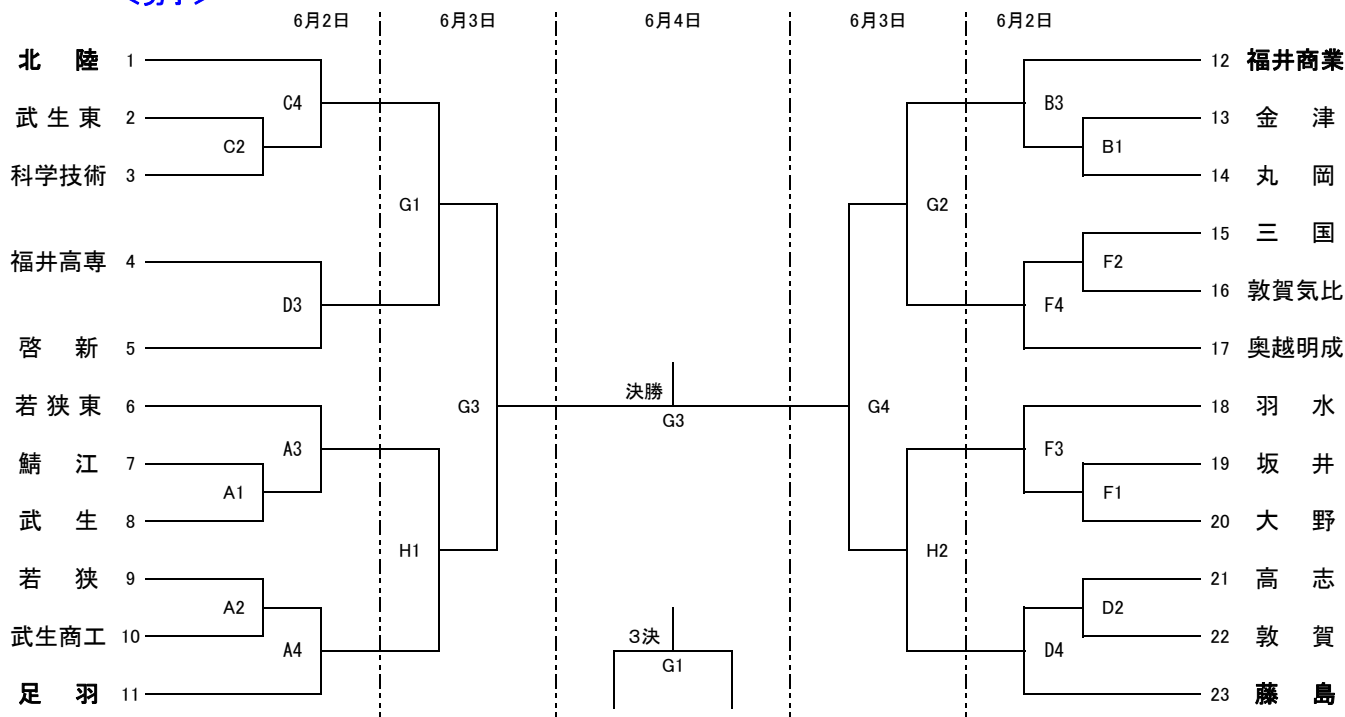 6月2日 6月3日 6月4日 6月3日 6月2日
北 陸 1 12 福井商業
C4 B3
武生東 2 13 金 津
C2 B1
科学技術 3 14 丸 岡
G1 G2
15 三 国
福井高専 4 F2
16 敦賀気比
D3 F4
啓 新 5 17 奥越明成
決勝
若狭東 6 G3 G4 18 羽 水
G3
A3 F3
鯖 江 7 19 坂 井
A1 F1
武 生 8 20 大 野
H1 H2
若 狭 9 21 高 志
A2 D2
武生商工 10 3決 22 敦 賀
A4 D4
G1
足 羽 11 23 藤 島